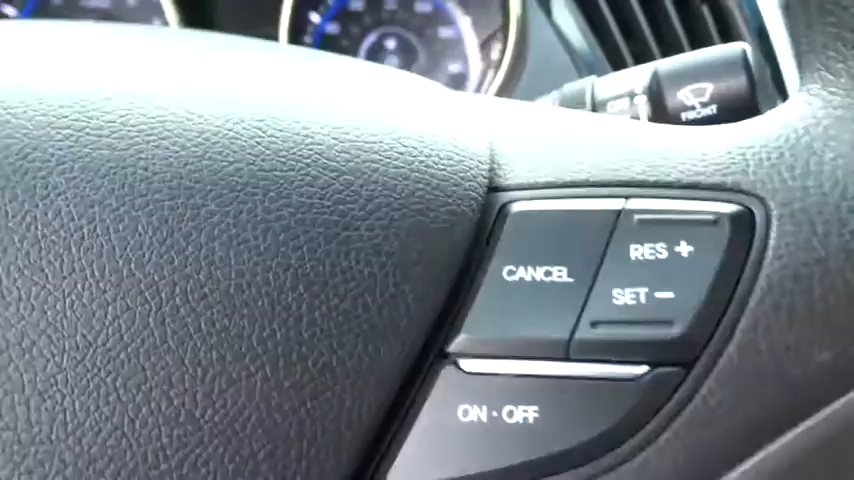 FRONT
CANCEL
RES +
SET -
ON · OFF